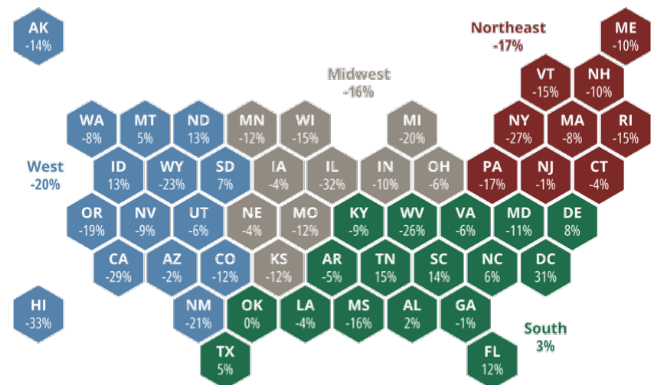 AK
-14%
Northeast
-17%
ME
-10%
Midwest
-16%
VT
-15%
NH
-10%
WA
-8%
MT
5%
ND
13%
MN
-12%
WI
-15%
MI
-20%
NY
-27%
MA
-8%
RI
-15%
West
-20%
ID
13%
WY
-23%
SD
7%
IA
-4%
IL
-32%
IN
-10%
OH
-6%
PA
-17%
NJ
-1%
CT
-4%
OR
-19%
NV
-9%
UT
-6%
NE
-4%
MO
-12%
KY
-9%
WV
-26%
VA
-6%
MD
-11%
DE
8%
CA
-29%
AZ
-2%
CO
-12%
KS
-12%
AR
-5%
TN
15%
SC
14%
NC
6%
DC
31%
HI
-33%
NM
-21%
OK
0%
LA
-4%
MS
-16%
AL
2%
GA
-1%
South
3%
TX
5%
FL
12%